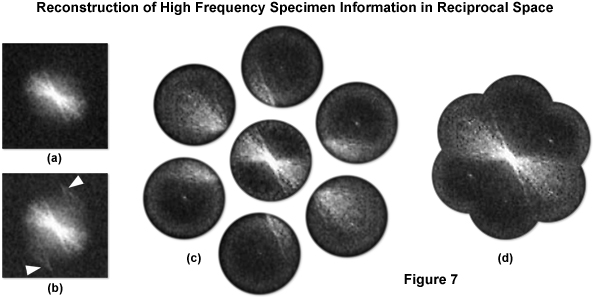 Reconstruction of High Frequency Specimen Information in Reciprocal Space
(a)
(b)
(c)
(d)
Figure 7